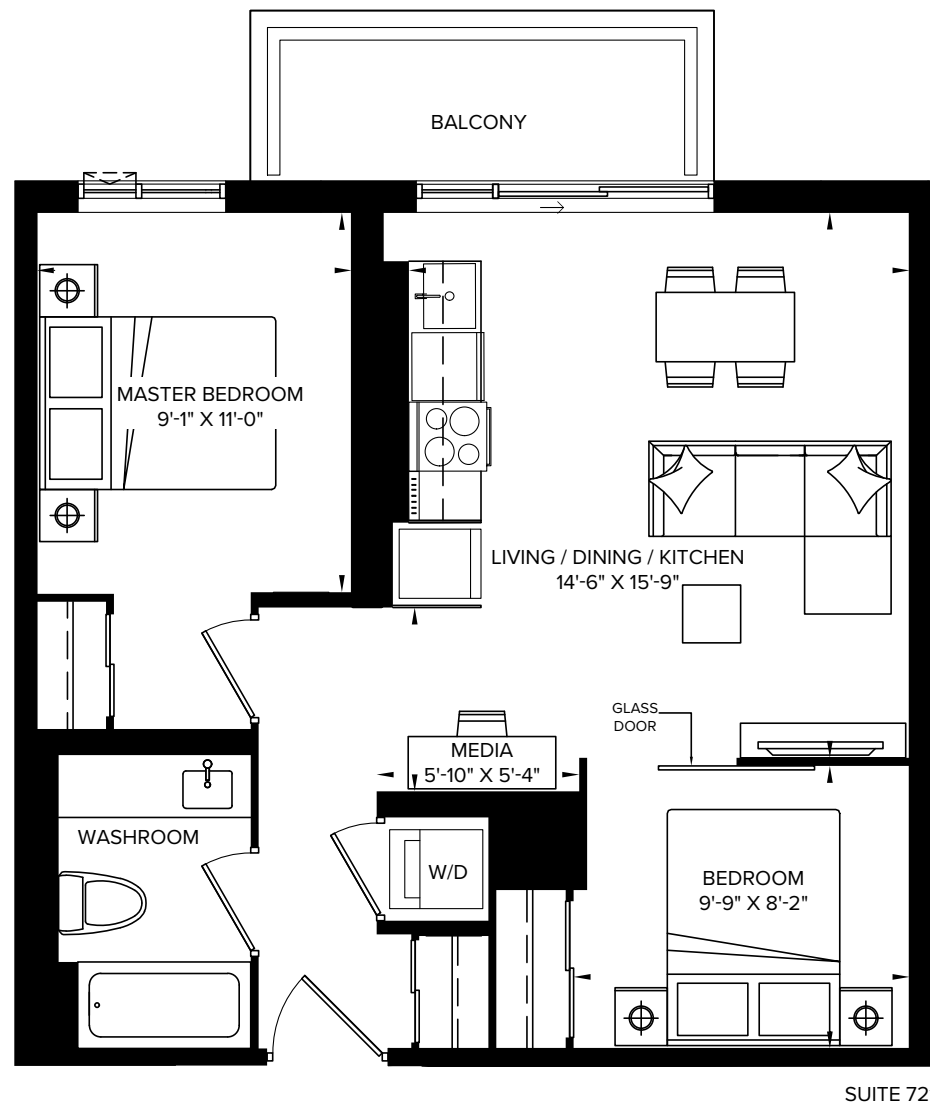 BALCONY
MASTER BEDROOM
9'-1" X 11'-0"
LIVING / DINING / KITCHEN
14'-6" X 15'-9"
GLASS
DOOR
MEDIA
5'-10" X 5'-4"
WASHROOM
W/D
BEDROOM
9'-9" X 8'-2"
SUITE 72